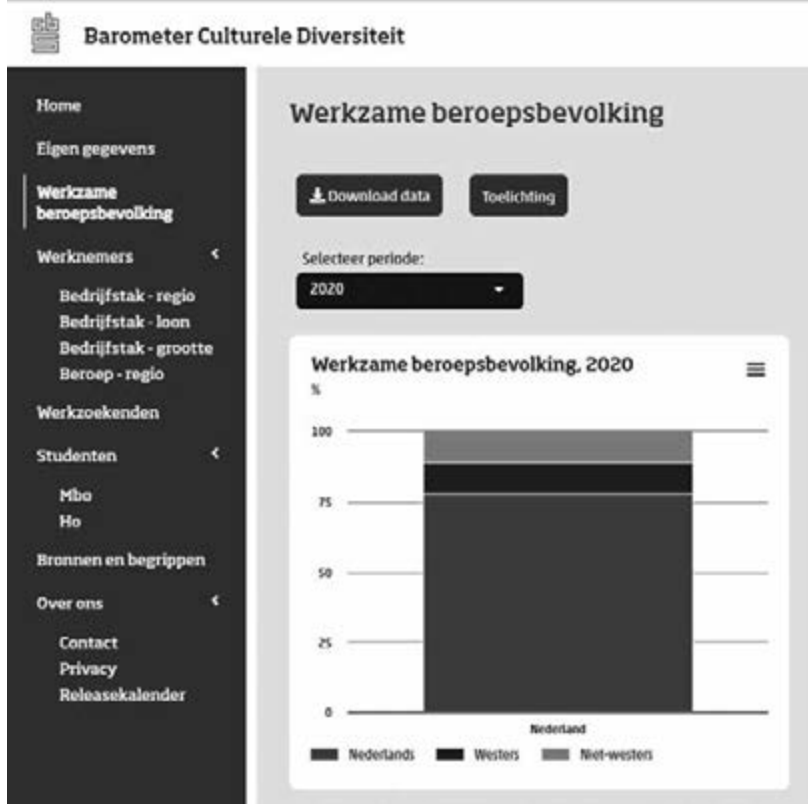 cbs
Barometer Culturele Diversiteit
Home
Eigen gegevens
Werkzame
beroepsbevolking
Werknemers
Bedrijfstak - regio
Bedrijfstak - loon
Bedrijfstak - grootte
Beroep - regio
Werkzoekenden
Studenten
Mbo
Ho
Bronnen en begrippen
Over ons
Contact
Privacy
Releasekalender
Werkzame beroepsbevolking
Download data
Toelichting
Selecteer periode:
2020
Werkzame beroepsbevolking, 2020
%
100
75
50
25
0
Nederland
Nederlands Westers Niet-westers